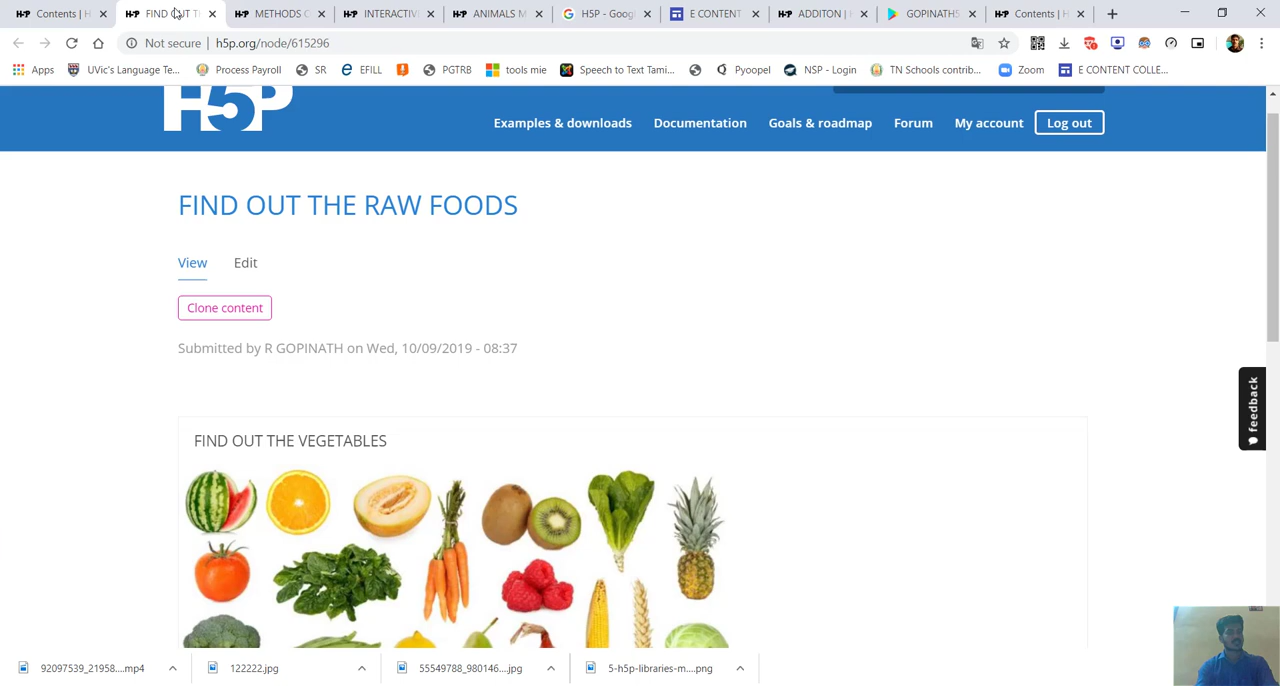 Contents | H
FIND OUT TH
METHODS O
INTERACTIVE
ANIMALS M
H5P - Goog
E CONTENT
ADDITON | H
GOPINATH5
Contents | H
Not secure | h5p.org/node/615296
Apps
UVic's Language Te...
Process Payroll
SR
EFILL
PGTRB
tools mie
Speech to Text Tami...
Pyoopel
NSP - Login
TN Schools contrib...
Zoom
E CONTENT COLLE...
H5P
Examples & downloads
Documentation
Goals & roadmap
Forum
My account
Log out
FIND OUT THE RAW FOODS
View
Edit
Clone content
Submitted by R GOPINATH on Wed, 10/09/2019 - 08:37
feedback
FIND OUT THE VEGETABLES
92097539_21958....mp4
122222.jpg
55549788_980146....jpg
5-h5p-libraries-m....png